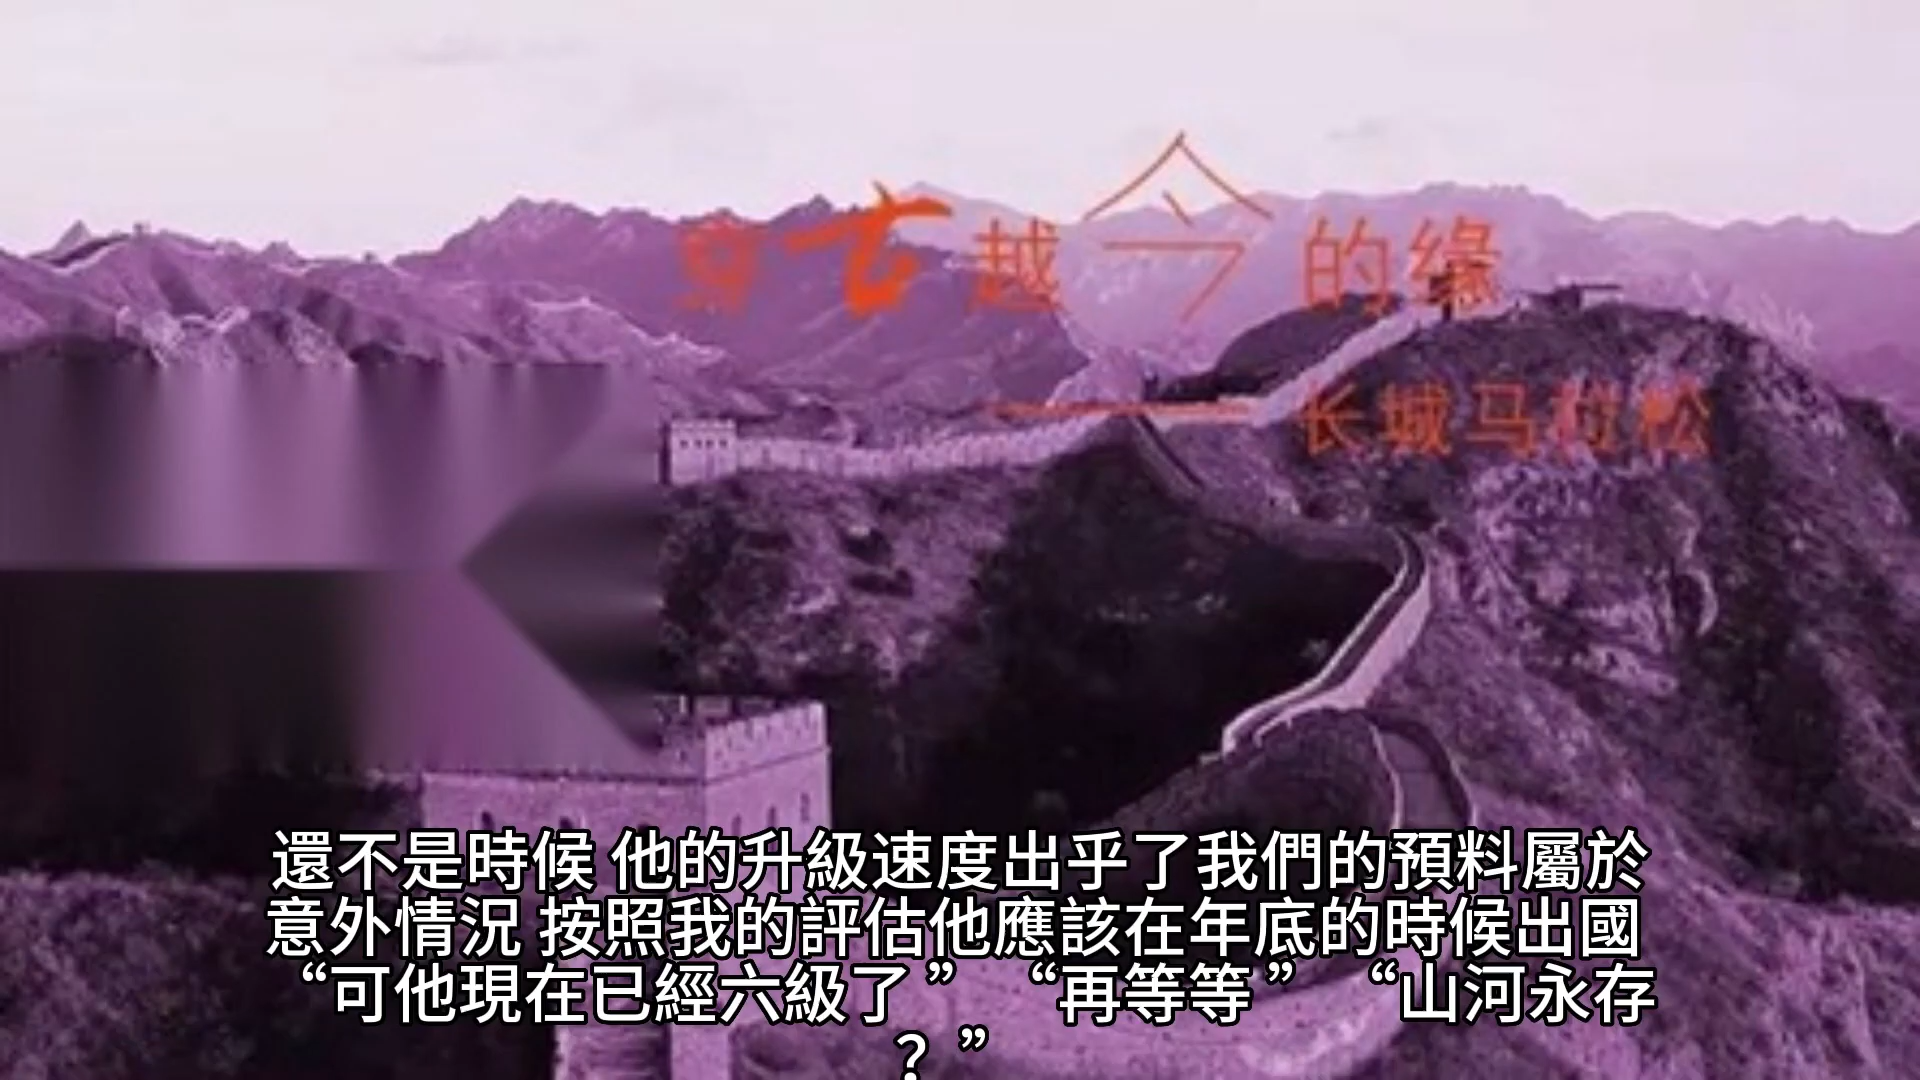 穿古越今的缘
——长城马拉松
還不是時候 他的升級速度出乎了我們的預料屬於
意外情況 按照我的評估他應該在年底的時候出國
“可他現在已經六級了” “再等等” “山河永存
？”